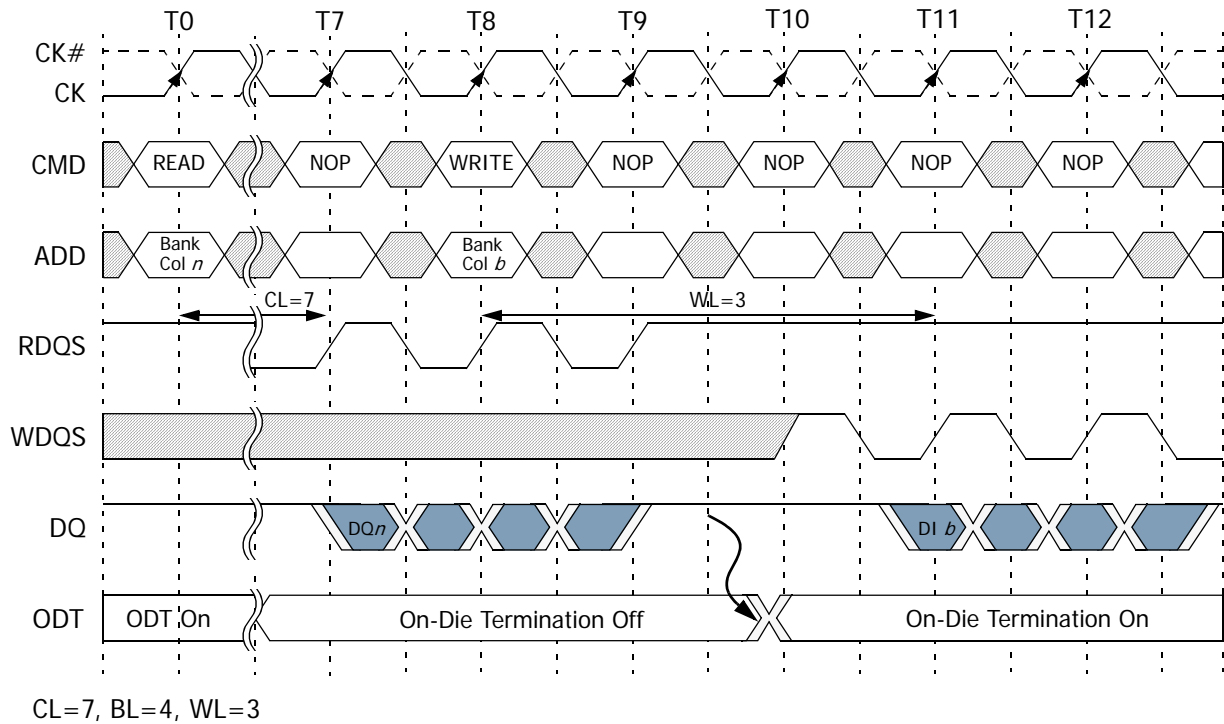 T0 T7 T8 T9 T10 T11 T12
CK#
CK
CMD READ NOP WRITE NOP NOP NOP NOP
ADD Bank Col n Bank Col b
CL=7 WL=3
RDQS
WDQS
DQ DQn DI b
ODT ODT On On-Die Termination Off On-Die Termination On
CL=7, BL=4, WL=3